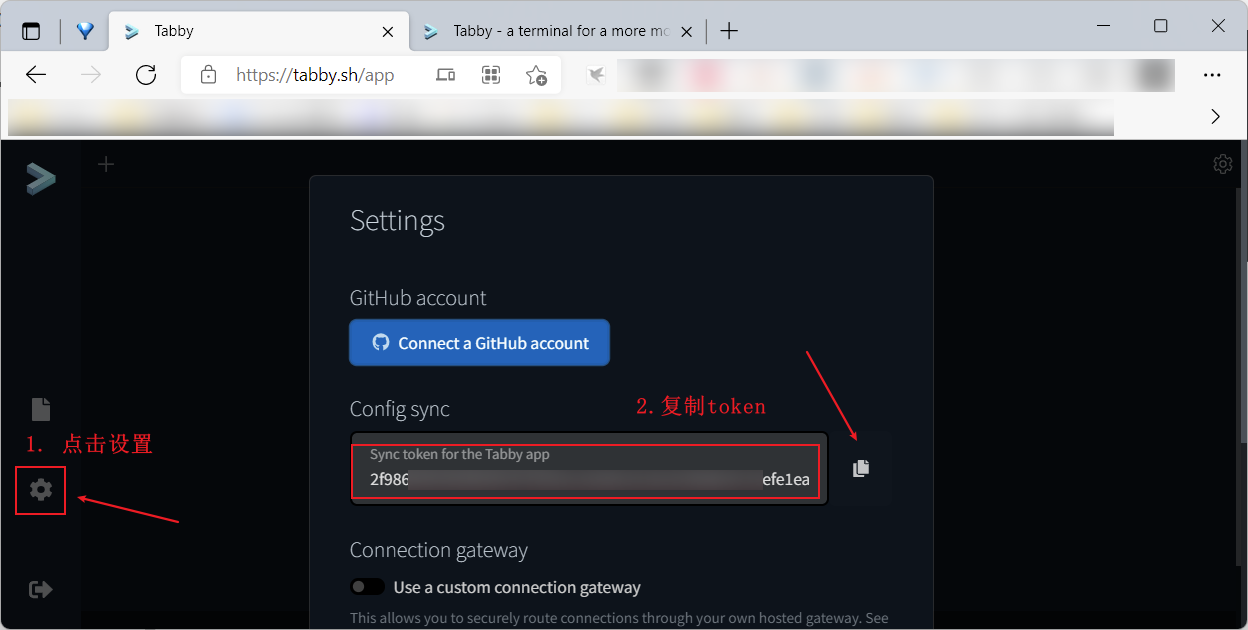 Tabby
Tabby - a terminal for a more mo
https://tabby.sh/app
Settings
GitHub account
Connect a GitHub account
Config sync
2.复制token
1. 点击设置
Sync token for the Tabby app
2f986
efe1ea
Connection gateway
Use a custom connection gateway
This allows you to securely route connections through your own hosted gateway. See